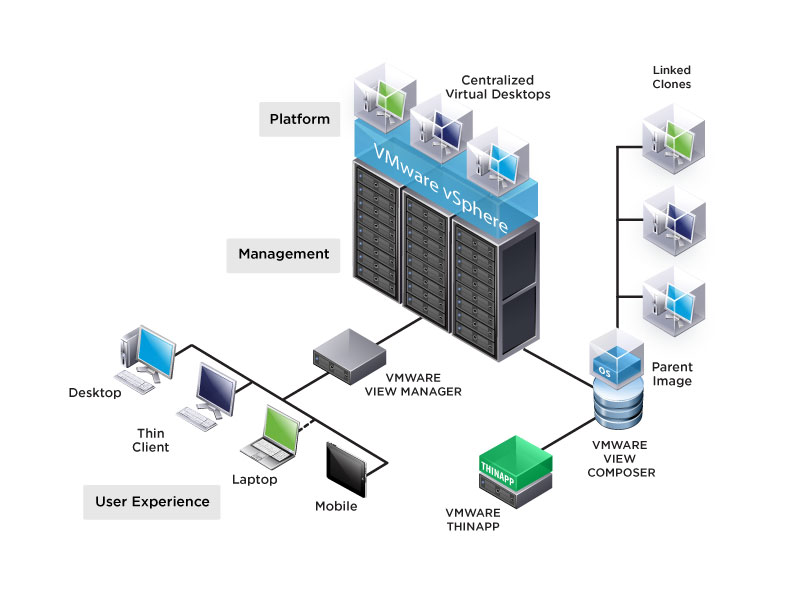 Centralized
Virtual Desktops
Linked
Clones
Platform
VMware vSphere
Management
VMWARE
VIEW MANAGER
Desktop
Thin
Client
Laptop
Mobile
User Experience
OS
Parent
Image
VMWARE
VIEW
COMPOSER
THINAPP
VMWARE
THINAPP